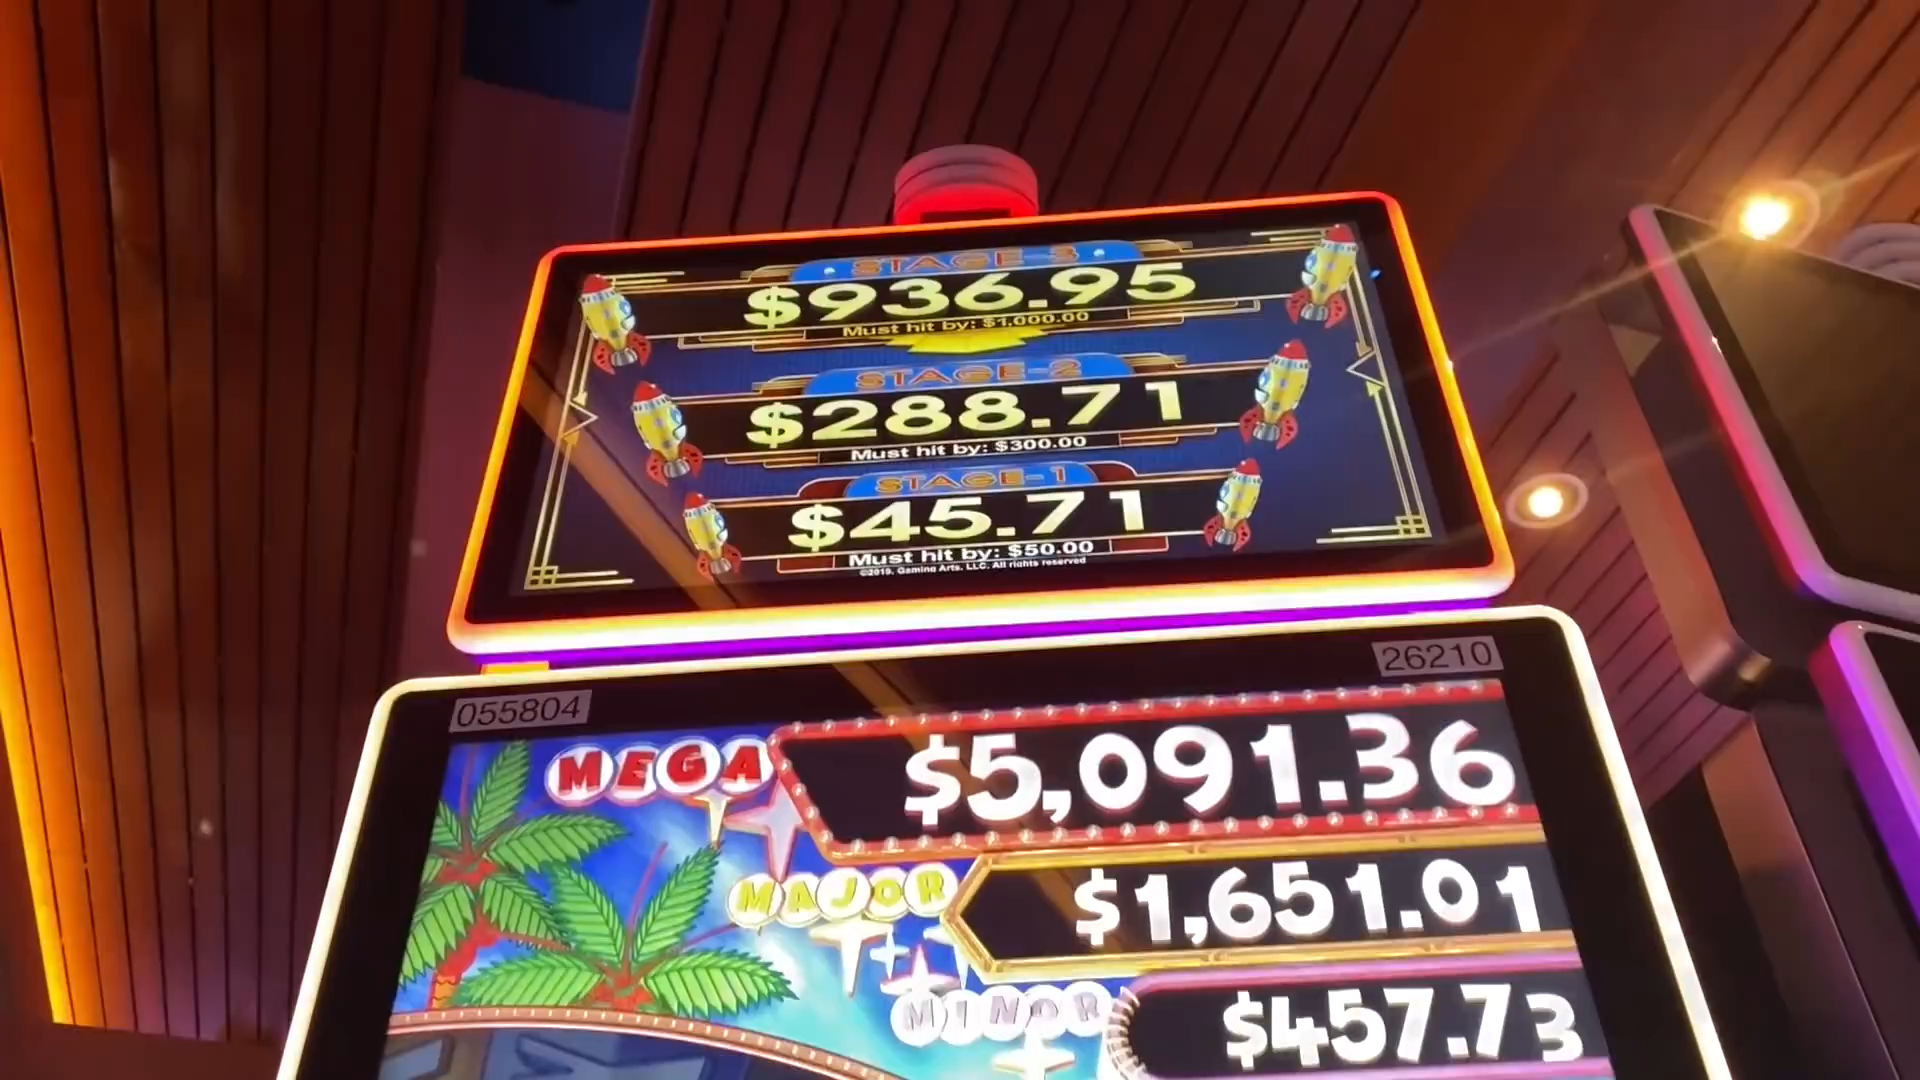 STAGE-3
$936.95
Must hit by: $1,000.00
STAGE-2
$288.71
Must hit by: $300.00
STAGE-1
$45.71
Must hit by: $50.00
©2019, Gaming Arts, LLC. All rights reserved
055804
26210
MEGA $5,091.36
MAJOR $1,651.01
MINOR $457.73